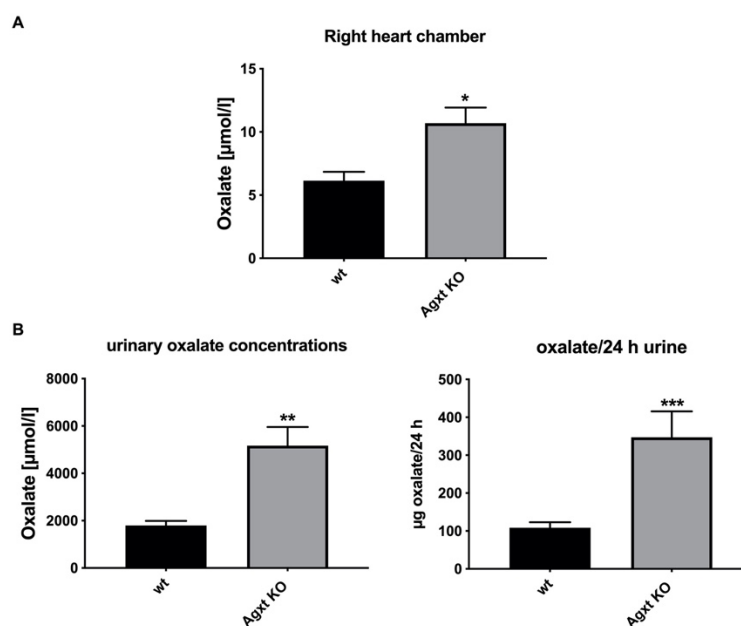 A
Right heart chamber
Oxalate [µmol/l]
15
10
5
0
*
wt
Agxt KO
B
urinary oxalate concentrations
Oxalate [µmol/l]
8000
6000
4000
2000
0
**
wt
Agxt KO
oxalate/24 h urine
µg oxalate/24 h
500
400
300
200
100
0
***
wt
Agxt KO